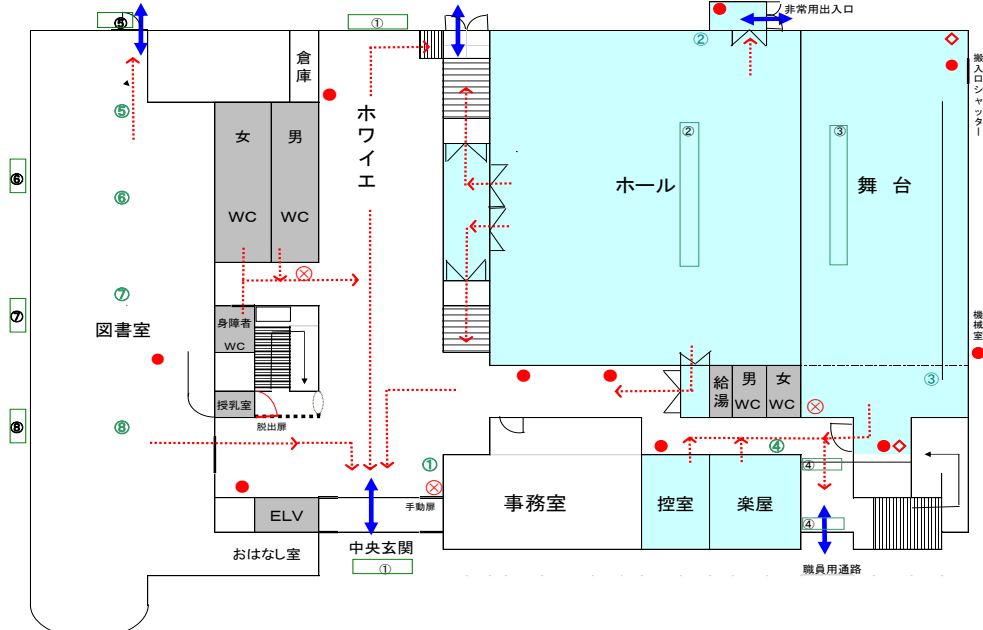 ⑤
①
非常用出入口
②
倉庫
搬入口シャッター
⑤
ホワイエ
女
WC
男
WC
②
③
ホール
舞 台
⑥
⑥
⑦
⑦
図書室
身障者
WC
機械室
③
授乳室
脱出扉
給湯
男
WC
女
WC
⑧
⑧
①
④
④
手動扉
事務室
控室
楽屋
ELV
④
おはなし室
中央玄関
①
職員用通路